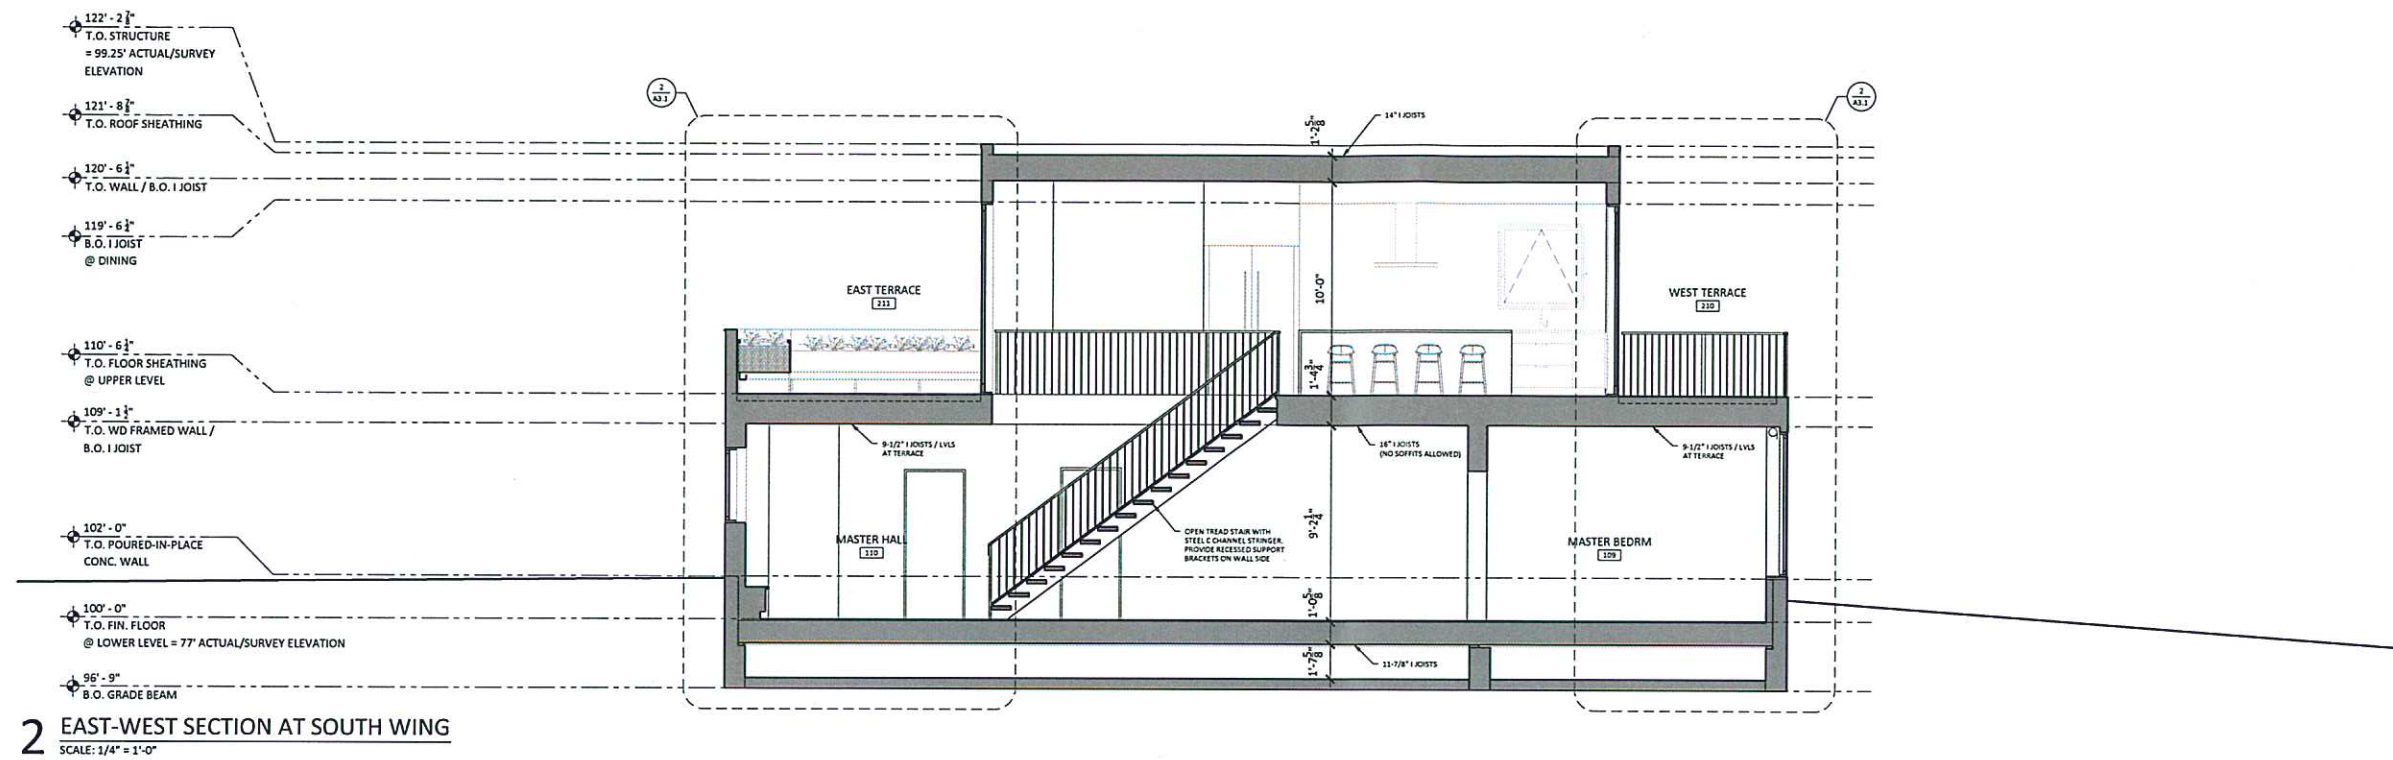 122' - 2 7/8"
T.O. STRUCTURE
= 99.25' ACTUAL/SURVEY
ELEVATION
121' - 8 7/8"
T.O. ROOF SHEATHING
120' - 6 1/2"
T.O. WALL / B.O. I JOIST
119' - 6 1/2"
B.O. I JOIST
@ DINING
110' - 6 1/2"
T.O. FLOOR SHEATHING
@ UPPER LEVEL
109' - 1 1/2"
T.O. WD FRAMED WALL /
B.O. I JOIST
102' - 0"
T.O. POURED-IN-PLACE
CONC. WALL
100' - 0"
T.O. FIN. FLOOR
@ LOWER LEVEL = 77' ACTUAL/SURVEY ELEVATION
96' - 9"
B.O. GRADE BEAM
2
A3.1
2
A3.1
1'-2 5/8"
14" I JOISTS
EAST TERRACE
211
10'-0"
WEST TERRACE
210
1'-4 3/4"
9-1/2" I JOISTS / LVLS
AT TERRACE
16" I JOISTS
(NO SOFFITS ALLOWED)
9-1/2" I JOISTS / LVLS
AT TERRACE
MASTER HALL
110
OPEN TREAD STAIR WITH
STEEL C CHANNEL STRINGER.
PROVIDE RECESSED SUPPORT
BRACKETS ON WALL SIDE
9'-2 1/4"
MASTER BEDRM
109
1'-0 5/8"
1'-7 5/8"
11-7/8" I JOISTS
2 EAST-WEST SECTION AT SOUTH WING
SCALE: 1/4" = 1'-0"